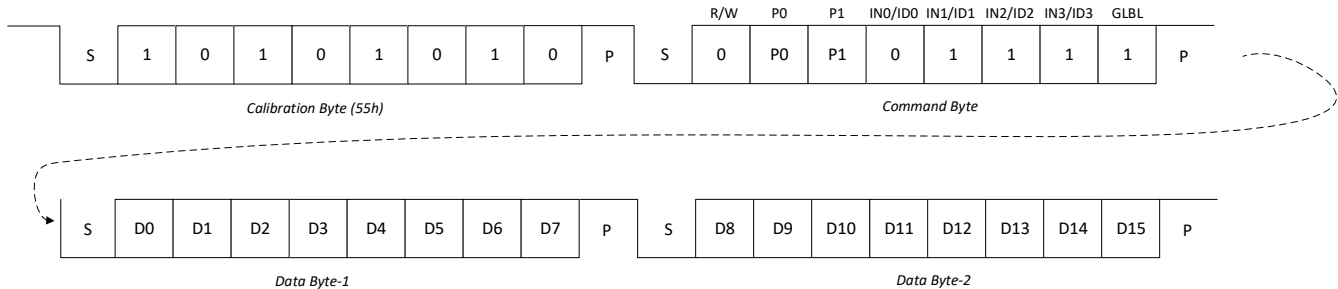 R/W P0 P1 IN0/ID0 IN1/ID1 IN2/ID2 IN3/ID3 GLBL
S 1 0 1 0 1 0 1 0 P S 0 P0 P1 0 1 1 1 1 P
Calibration Byte (55h) Command Byte
S D0 D1 D2 D3 D4 D5 D6 D7 P S D8 D9 D10 D11 D12 D13 D14 D15 P
Data Byte-1 Data Byte-2